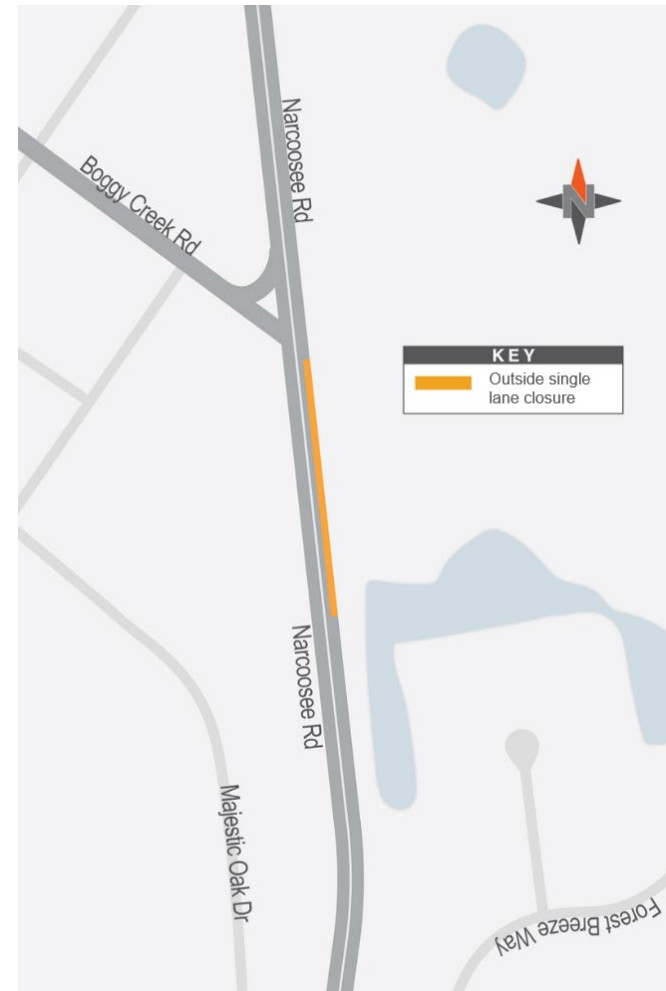 Narcoosee Rd
Boggy Creek Rd
N
KEY
Outside single
lane closure
Narcoosee Rd
Majestic Oak Dr
Forest Breeze Way